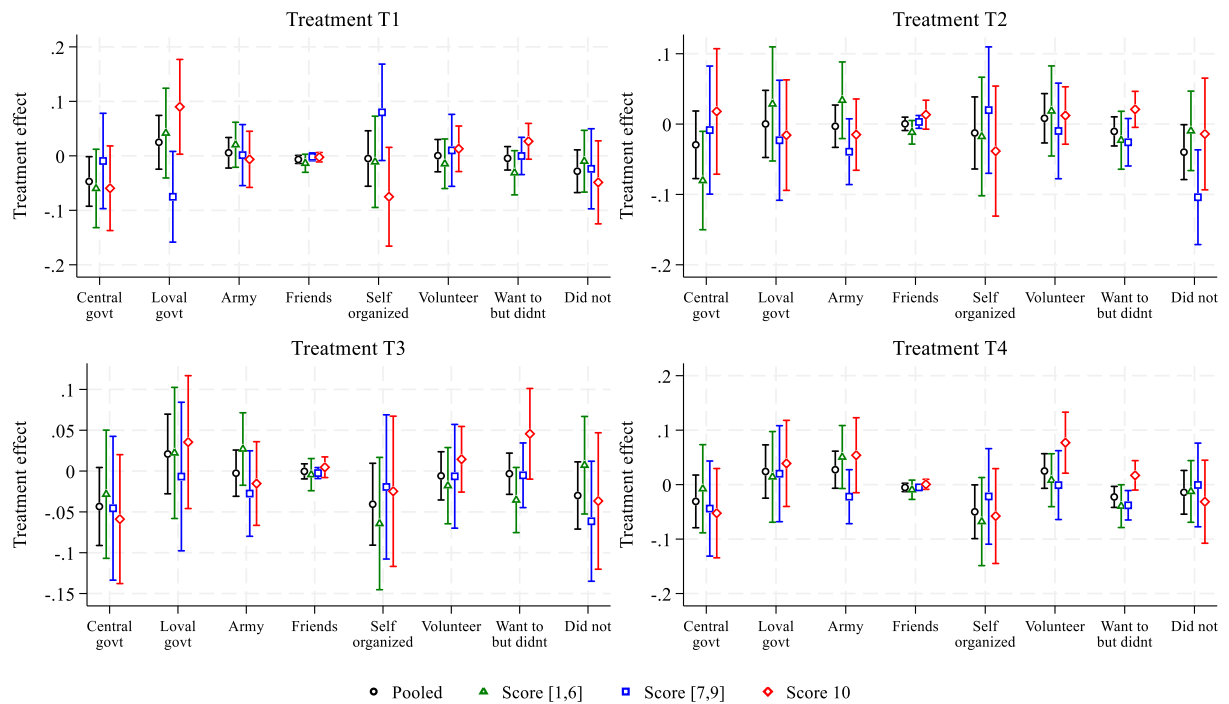 Treatment T1
Treatment effect
.2
.1
0
-.1
-.2
Central
govt
Loval
govt
Army
Friends
Self
organized
Volunteer
Want to
but didnt
Did not
Treatment T2
Treatment effect
.1
0
-.1
-.2
Central
govt
Loval
govt
Army
Friends
Self
organized
Volunteer
Want to
but didnt
Did not
Treatment T3
Treatment effect
.1
.05
0
-.05
-.1
-.15
Central
govt
Loval
govt
Army
Friends
Self
organized
Volunteer
Want to
but didnt
Did not
Treatment T4
Treatment effect
.2
.1
0
-.1
-.2
Central
govt
Loval
govt
Army
Friends
Self
organized
Volunteer
Want to
but didnt
Did not
Pooled Score [1,6] Score [7,9] Score 10